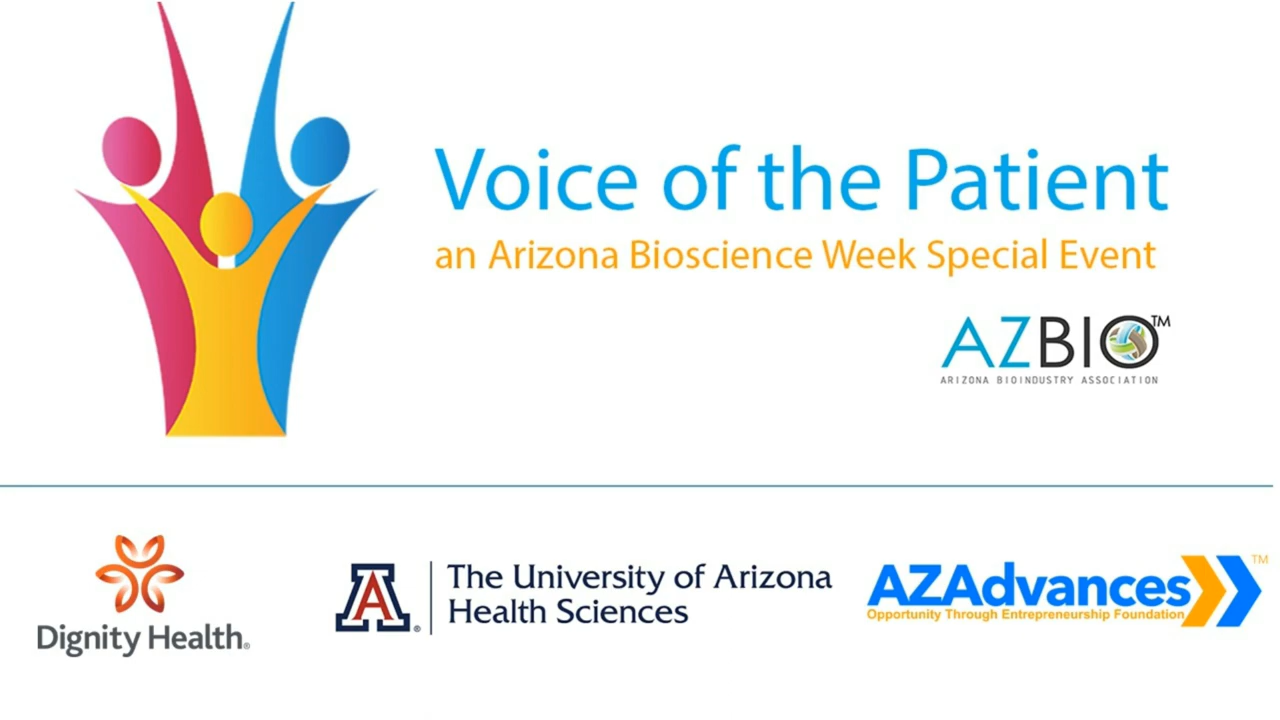 Voice of the Patient
an Arizona Bioscience Week Special Event
AZBIO™
ARIZONA BIOINDUSTRY ASSOCIATION
Dignity Health®
A®
The University of Arizona
Health Sciences
AZAdvances™
Opportunity Through Entrepreneurship Foundation